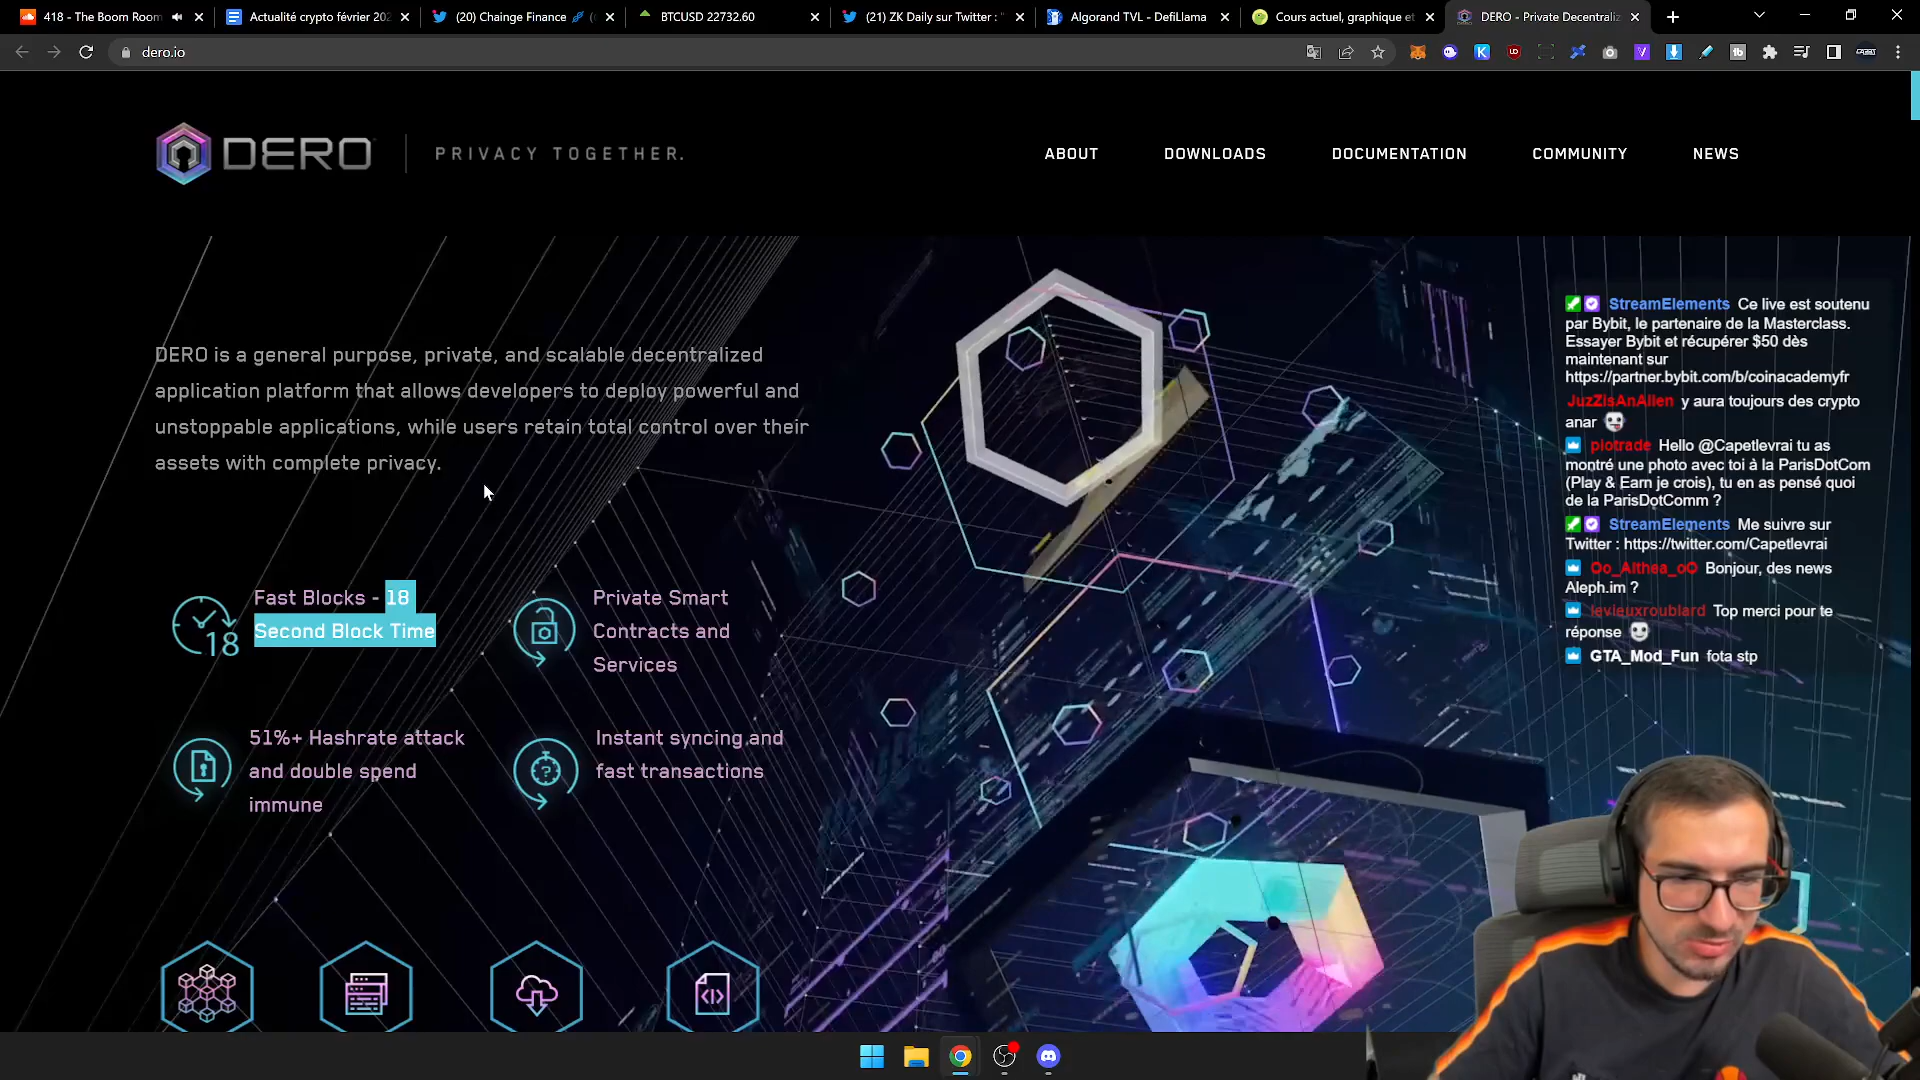 418 - The Boom Room
Actualité crypto février 202
(20) Chainge Finance
BTCUSD 22732.60
(21) ZK Daily sur Twitter : "
Algorand TVL - DefiLlama
Cours actuel, graphique et
DERO - Private Decentraliz
dero.io
DERO
PRIVACY TOGETHER.
ABOUT
DOWNLOADS
DOCUMENTATION
COMMUNITY
NEWS
DERO is a general purpose, private, and scalable decentralized
application platform that allows developers to deploy powerful and
unstoppable applications, while users retain total control over their
assets with complete privacy.
18
Fast Blocks - 18
Second Block Time
Private Smart
Contracts and
Services
51%+ Hashrate attack
and double spend
immune
Instant syncing and
fast transactions
StreamElements Ce live est soutenu
par Bybit, le partenaire de la Masterclass.
Essayer Bybit et récupérer $50 dès
maintenant sur
https://partner.bybit.com/b/coinacademyfr
JuzZIsAnAlien y aura toujours des crypto
anar
piotrade Hello @Capetlevrai tu as
montré une photo avec toi à la ParisDotCom
(Play & Earn je crois), tu en as pensé quoi
de la ParisDotComm ?
StreamElements Me suivre sur
Twitter : https://twitter.com/Capetlevrai
Oo_Althea_oO Bonjour, des news
Aleph.im ?
levieuxroublard Top merci pour te
réponse
GTA_Mod_Fun fota stp